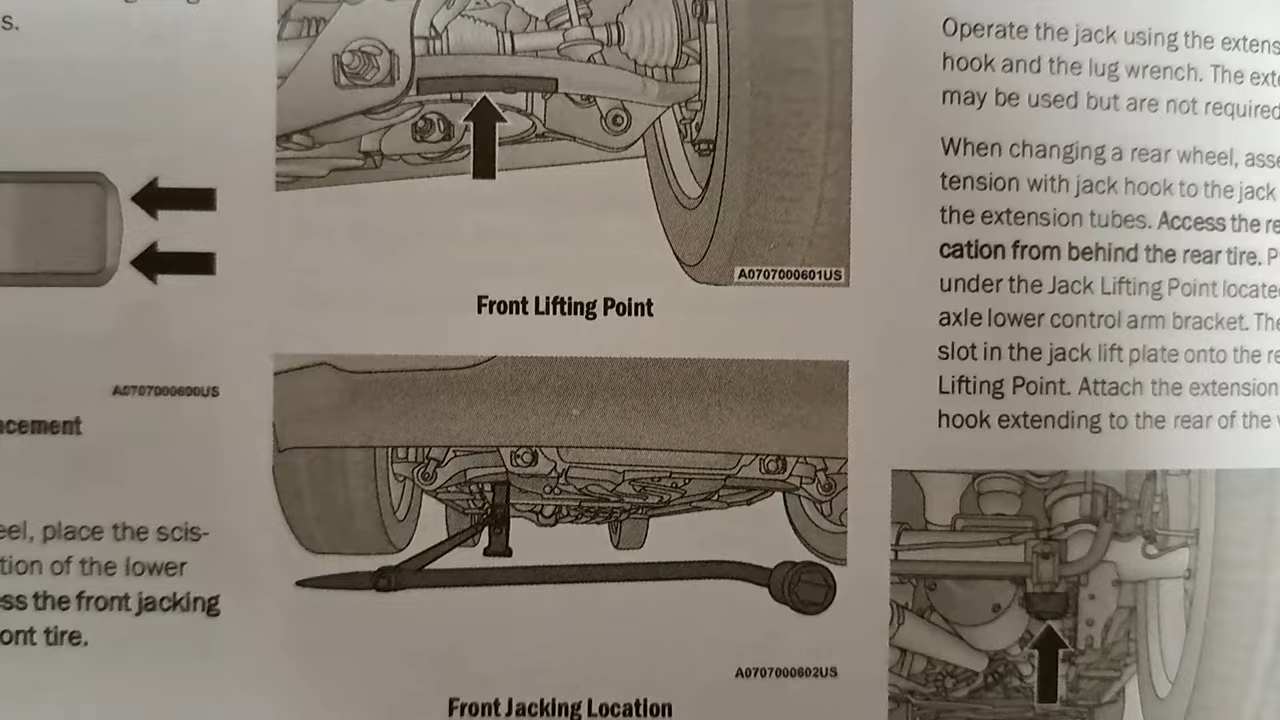 s.
A0707000600US
cement
eel, place the scis-
tion of the lower
ss the front jacking
ont tire.
A0707000601US
Front Lifting Point
A0707000602US
Front Jacking Location
Operate the jack using the extens
hook and the lug wrench. The exte
may be used but are not required
When changing a rear wheel, asse
tension with jack hook to the jack
the extension tubes. Access the re
cation from behind the rear tire. P
under the Jack Lifting Point locate
axle lower control arm bracket. The
slot in the jack lift plate onto the re
Lifting Point. Attach the extension
hook extending to the rear of the v